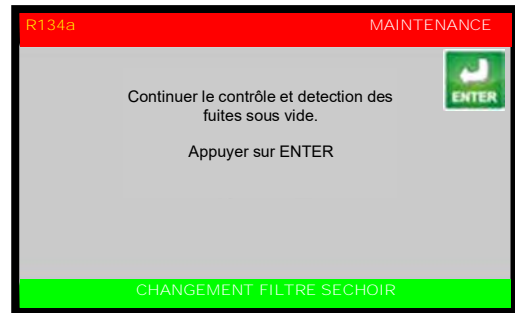 R134a MAINTENANCE
ENTER
Continuer le contrôle et detection des
fuites sous vide.
Appuyer sur ENTER
CHANGEMENT FILTRE SECHOIR